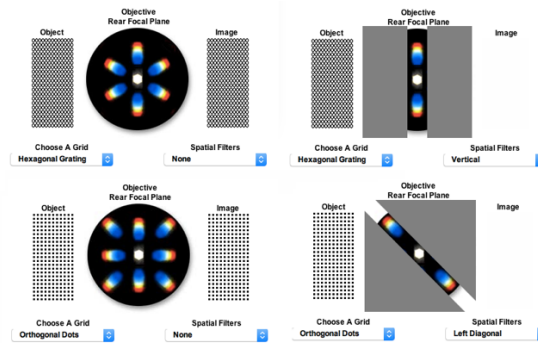 Objective
Rear Focal Plane
Object
Image
Choose A Grid
Spatial Filters
Hexagonal Grating
None
Objective
Rear Focal Plane
Object
Image
Choose A Grid
Spatial Filters
Hexagonal Grating
Vertical
Objective
Rear Focal Plane
Object
Image
Choose A Grid
Spatial Filters
Orthogonal Dots
None
Objective
Rear Focal Plane
Object
Image
Choose A Grid
Spatial Filters
Orthogonal Dots
Left Diagonal